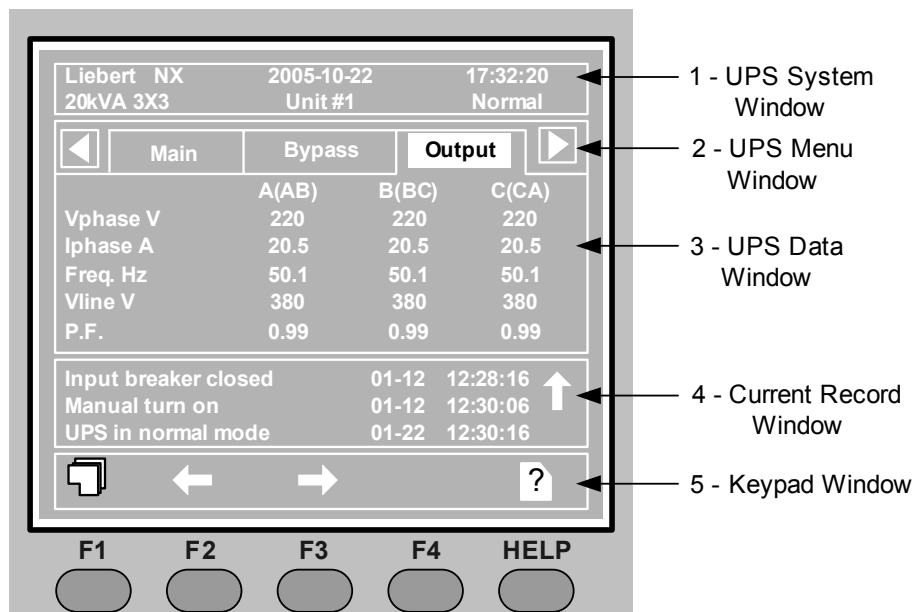 Liebert NX 2005-10-22 17:32:20
20kVA 3X3 Unit #1 Normal
Main Bypass Output
A(AB) B(BC) C(CA)
Vphase V 220 220 220
Iphase A 20.5 20.5 20.5
Freq. Hz 50.1 50.1 50.1
Vline V 380 380 380
P.F. 0.99 0.99 0.99
Input breaker closed 01-12 12:28:16
Manual turn on 01-12 12:30:06
UPS in normal mode 01-22 12:30:16
?
F1 F2 F3 F4 HELP
1 - UPS System
Window
2 - UPS Menu
Window
3 - UPS Data
Window
4 - Current Record
Window
5 - Keypad Window